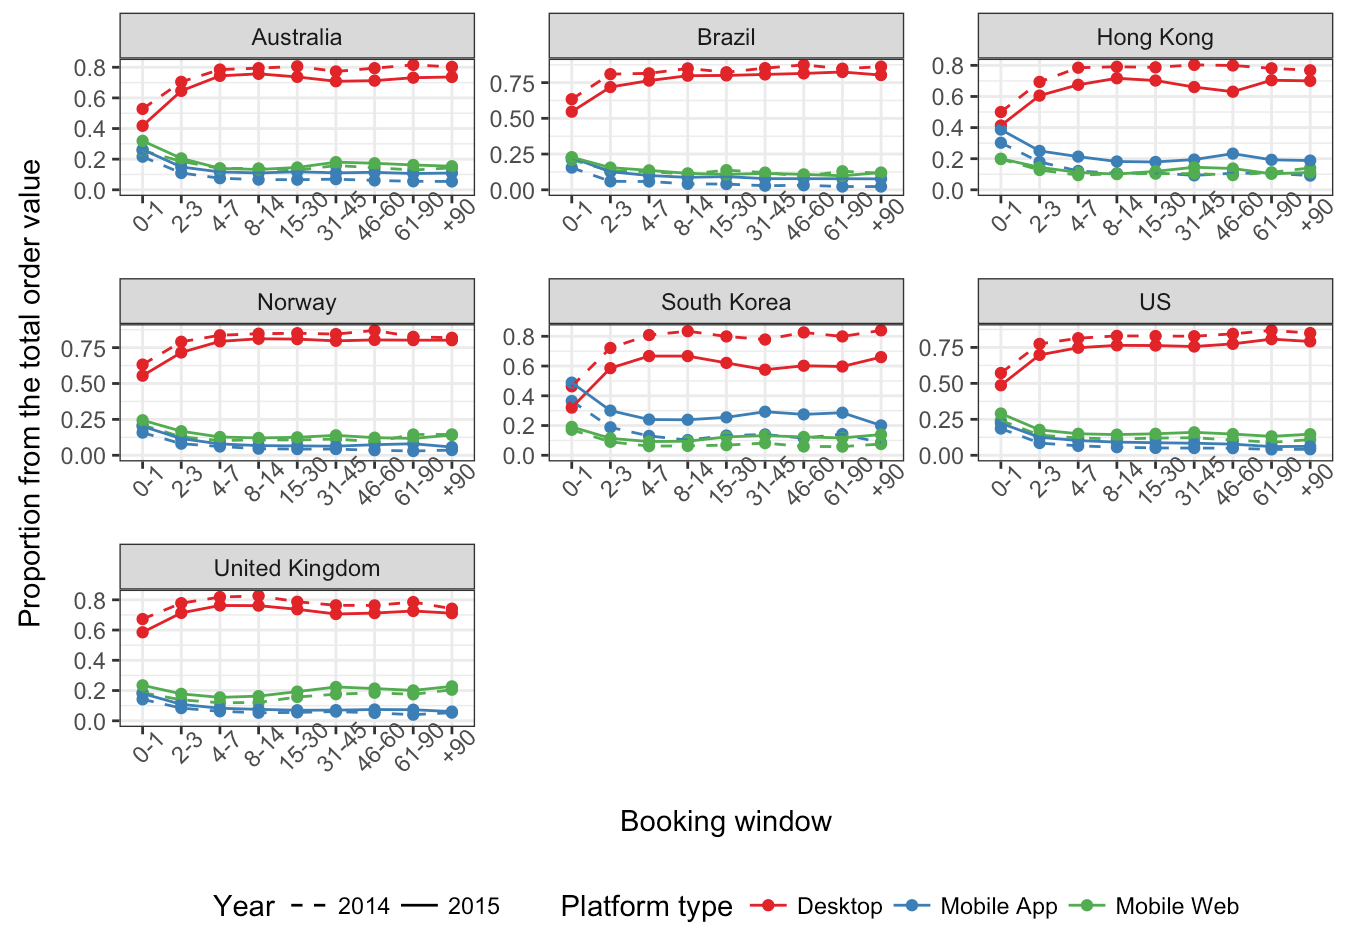 Australia
Brazil
Hong Kong
0.8
0.6
0.4
0.2
0.0
0.75
0.50
0.25
0.00
0.8
0.6
0.4
0.2
0.0
0-1 2-3 4-7 8-14 15-30 31-45 46-60 61-90 +90
0-1 2-3 4-7 8-14 15-30 31-45 46-60 61-90 +90
0-1 2-3 4-7 8-14 15-30 31-45 46-60 61-90 +90
Proportion from the total order value
Norway
South Korea
US
0.75
0.50
0.25
0.00
0.8
0.6
0.4
0.2
0.0
0.75
0.50
0.25
0.00
0-1 2-3 4-7 8-14 15-30 31-45 46-60 61-90 +90
0-1 2-3 4-7 8-14 15-30 31-45 46-60 61-90 +90
0-1 2-3 4-7 8-14 15-30 31-45 46-60 61-90 +90
United Kingdom
0.8
0.6
0.4
0.2
0.0
0-1 2-3 4-7 8-14 15-30 31-45 46-60 61-90 +90
Booking window
Year 2014 2015 Platform type Desktop Mobile App Mobile Web